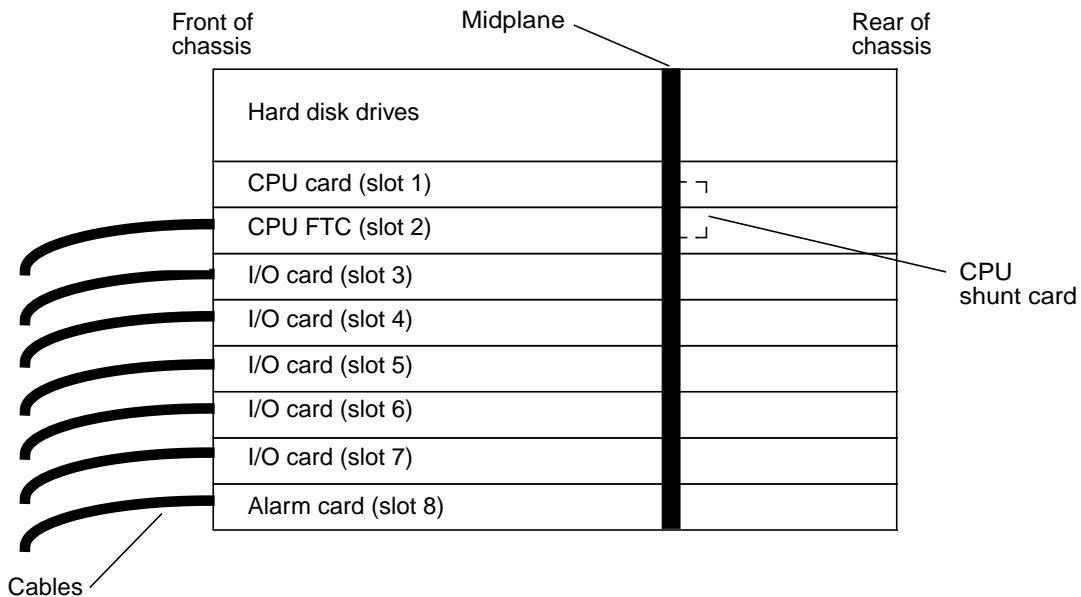 Front of
chassis
Midplane
Rear of
chassis
Hard disk drives
CPU card (slot 1)
CPU FTC (slot 2)
I/O card (slot 3)
I/O card (slot 4)
I/O card (slot 5)
I/O card (slot 6)
I/O card (slot 7)
Alarm card (slot 8)
CPU
shunt card
Cables